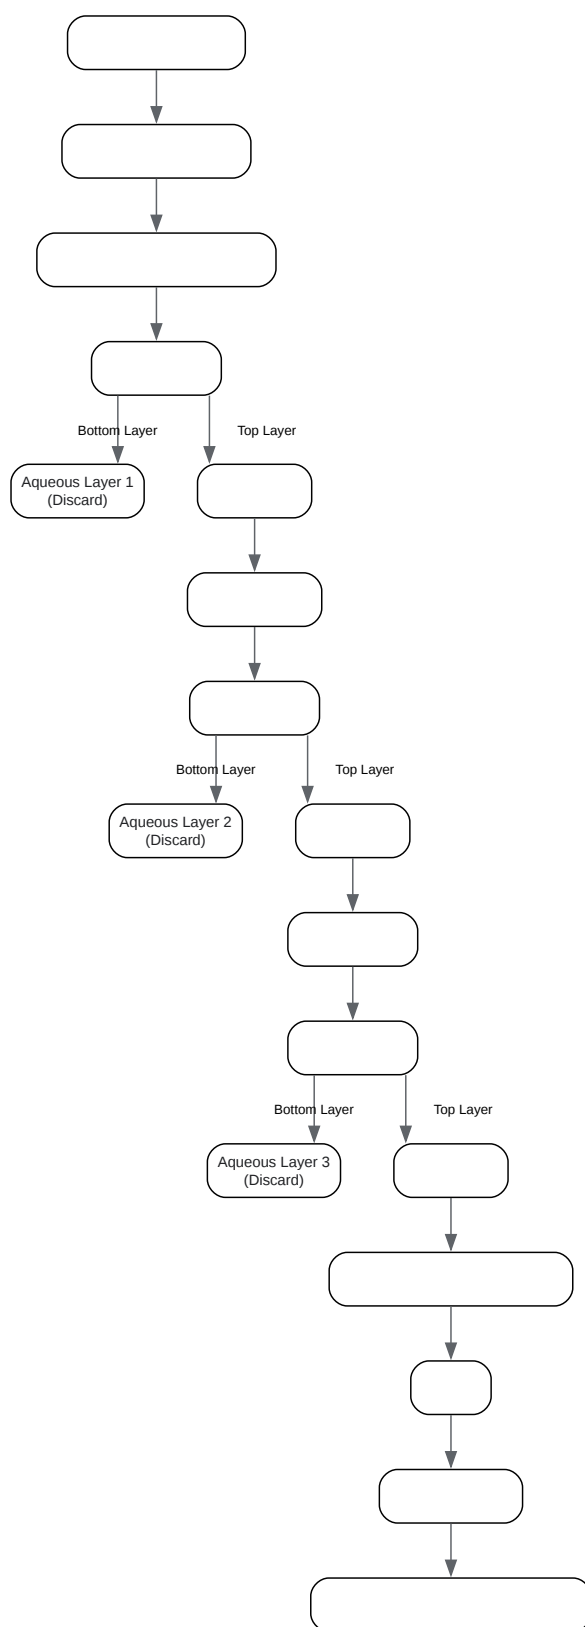 Bottom Layer
Top Layer
Aqueous Layer 1
(Discard)
Bottom Layer
Top Layer
Aqueous Layer 2
(Discard)
Bottom Layer
Top Layer
Aqueous Layer 3
(Discard)